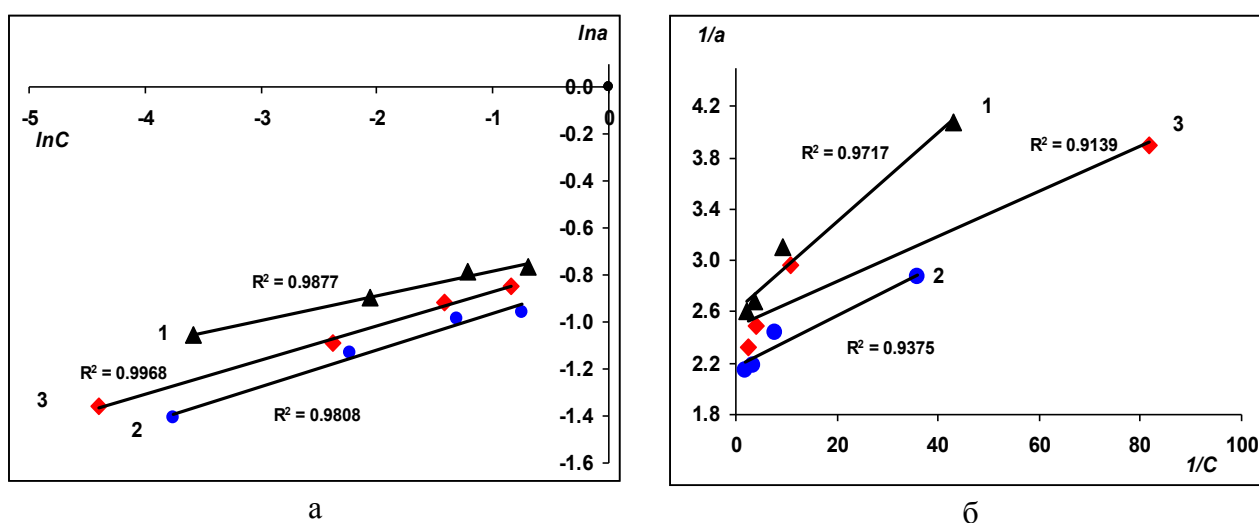 lna
0.0
-5 -4 -3 -2 -1 0
lnC
-0.2
-0.4
-0.6
-0.8
R² = 0.9877
1
-1.0
R² = 0.9968
3
-1.2
R² = 0.9808
2
-1.4
-1.6
а
1/a
4.2
1
3
R² = 0.9717
R² = 0.9139
3.8
3.4
3.0
2
2.6
R² = 0.9375
2.2
1.8
0 20 40 60 80 100
1/C
б